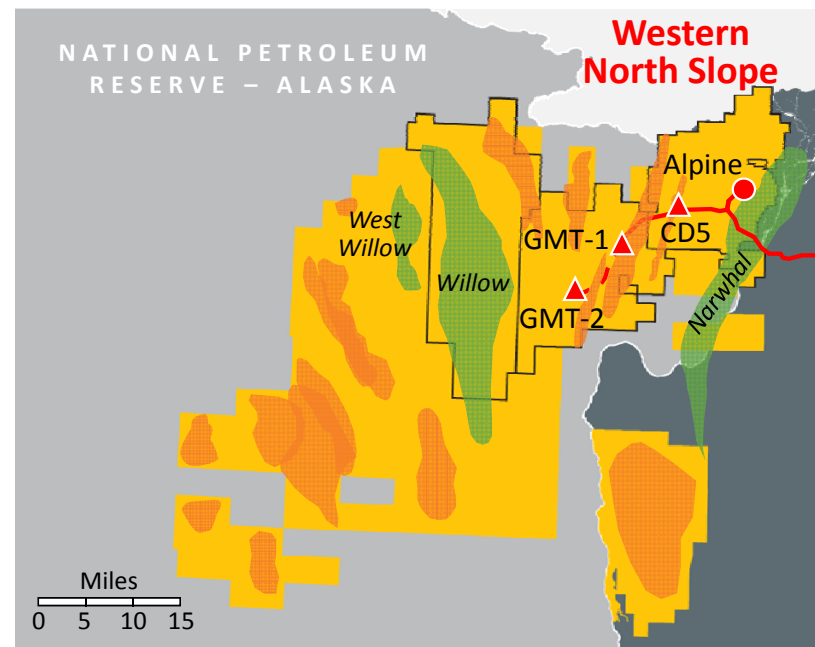 NATIONAL PETROLEUM
RESERVE – ALASKA
Western
North Slope
Alpine
West
Willow
GMT-1
CD5
Willow
GMT-2
Narwhal
Miles
0 5 10 15